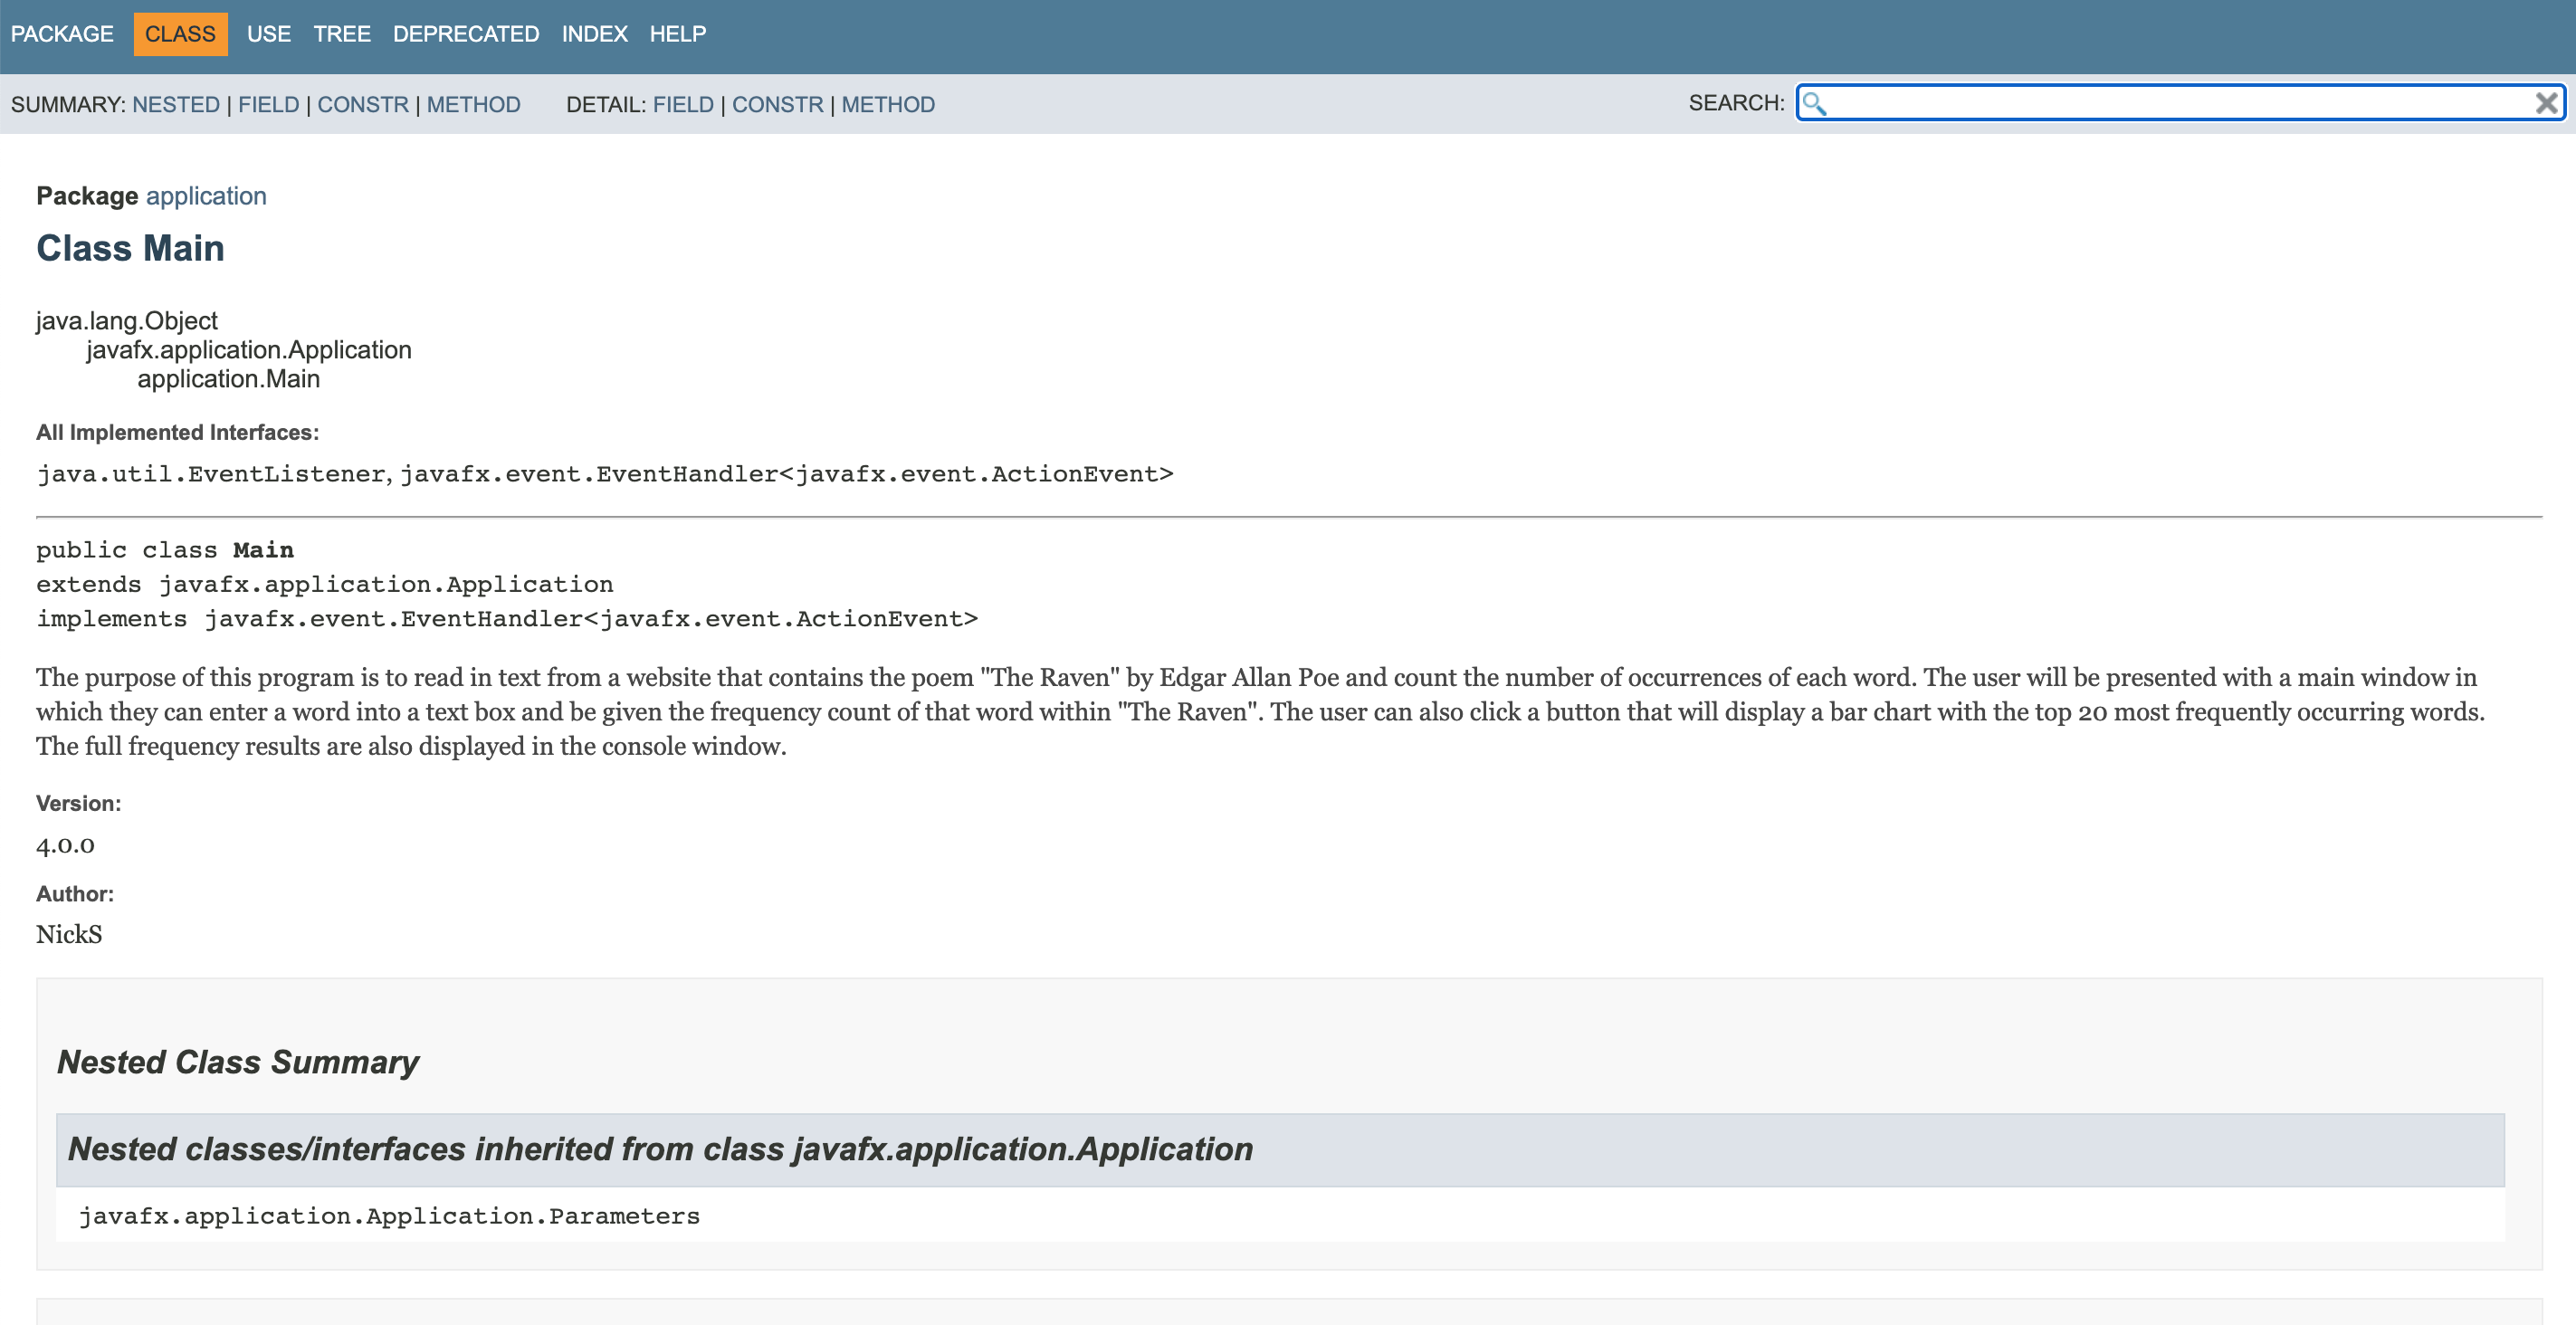 PACKAGE CLASS USE TREE DEPRECATED INDEX HELP
SUMMARY: NESTED | FIELD | CONSTR | METHOD DETAIL: FIELD | CONSTR | METHOD SEARCH:
Package application
Class Main
java.lang.Object
javafx.application.Application
application.Main
All Implemented Interfaces:
java.util.EventListener, javafx.event.EventHandler<javafx.event.ActionEvent>
public class Main
extends javafx.application.Application
implements javafx.event.EventHandler<javafx.event.ActionEvent>
The purpose of this program is to read in text from a website that contains the poem "The Raven" by Edgar Allan Poe and count the number of occurrences of each word. The user will be presented with a main window in
which they can enter a word into a text box and be given the frequency count of that word within "The Raven". The user can also click a button that will display a bar chart with the top 20 most frequently occurring words.
The full frequency results are also displayed in the console window.
Version:
4.0.0
Author:
NickS
Nested Class Summary
Nested classes/interfaces inherited from class javafx.application.Application
javafx.application.Application.Parameters